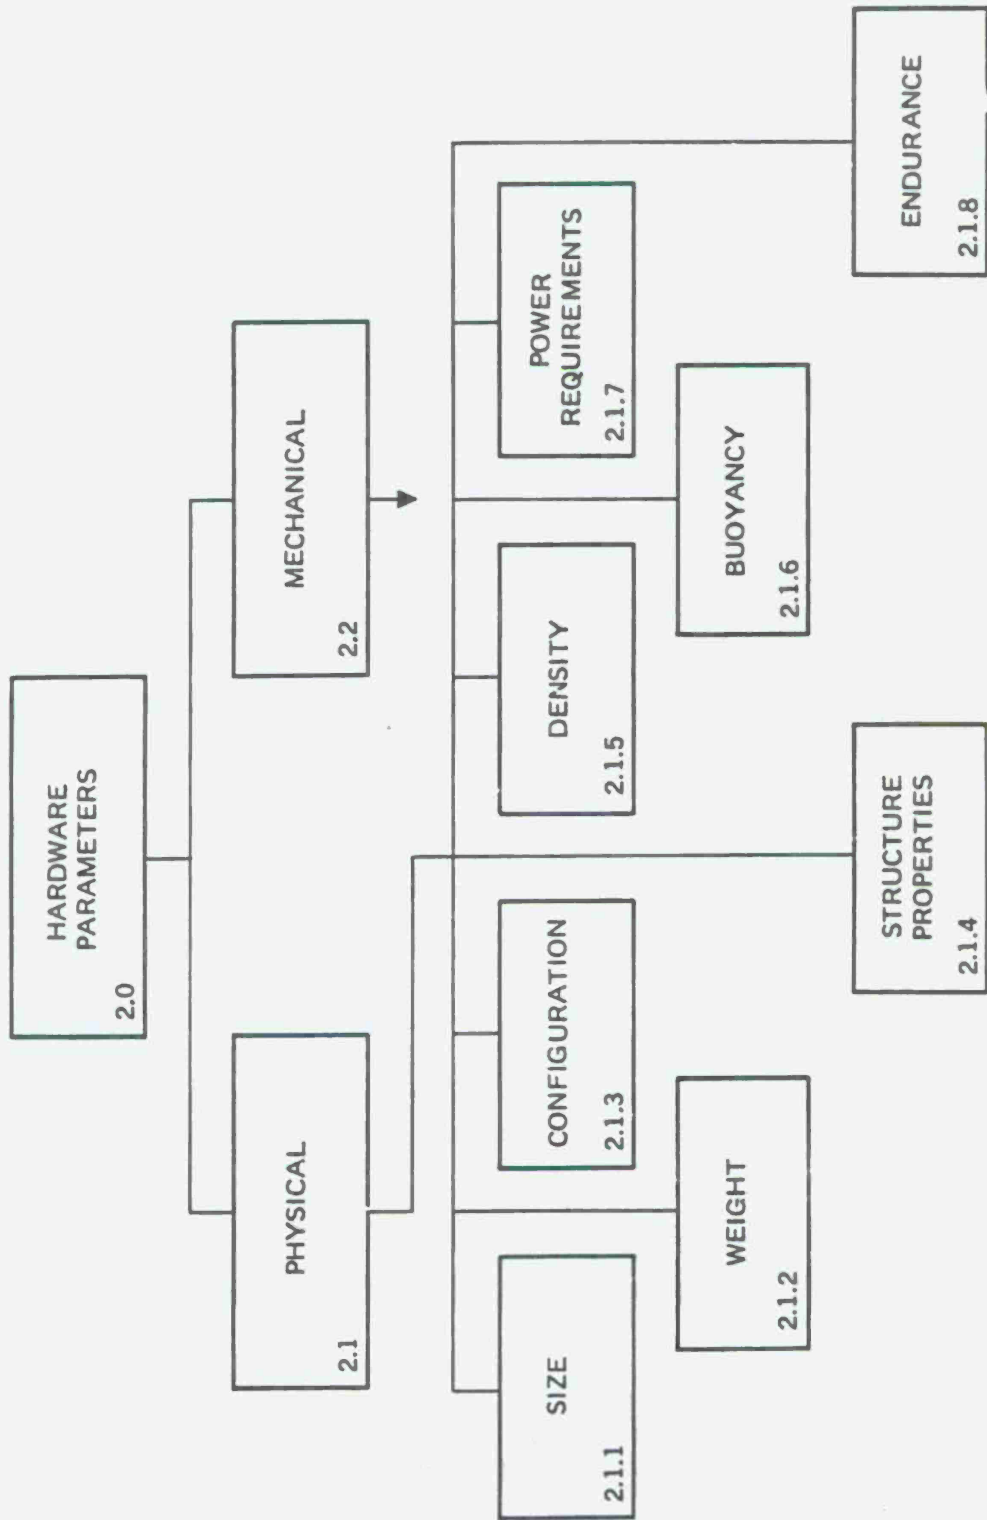 HARDWARE
PARAMETERS
2.0
PHYSICAL
2.1
MECHANICAL
2.2
SIZE
2.1.1
WEIGHT
2.1.2
CONFIGURATION
2.1.3
STRUCTURE
PROPERTIES
2.1.4
DENSITY
2.1.5
BUOYANCY
2.1.6
POWER
REQUIREMENTS
2.1.7
ENDURANCE
2.1.8